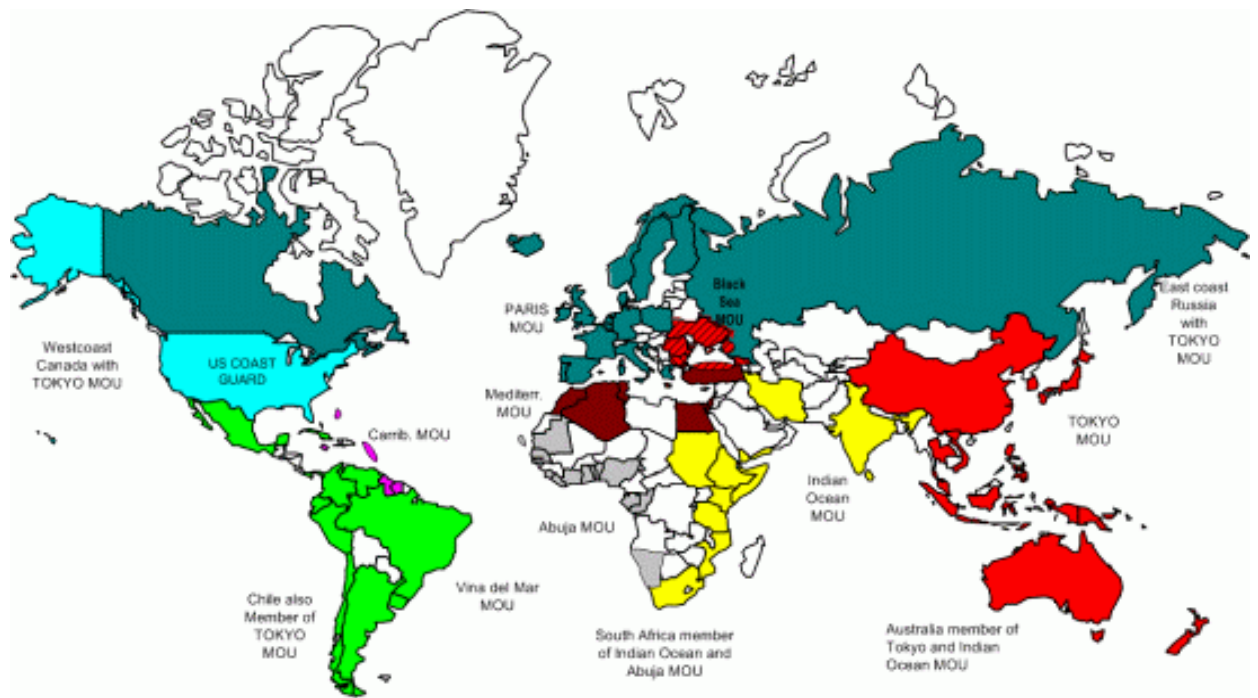 Black
Sea
MOU
PARIS
MOU
East coast
Russia
with
TOKYO
MOU
Westcoast
Canada with
TOKYO MOU
US COAST
GUARD
Mediterr.
MOU
Carrib. MOU
TOKYO
MOU
Indian
Ocean
MOU
Abuja MOU
Vina del Mar
MOU
Chile also
Member of
TOKYO
MOU
South Africa member
of Indian Ocean and
Abuja MOU
Australia member of
Tokyo and Indian
Ocean MOU